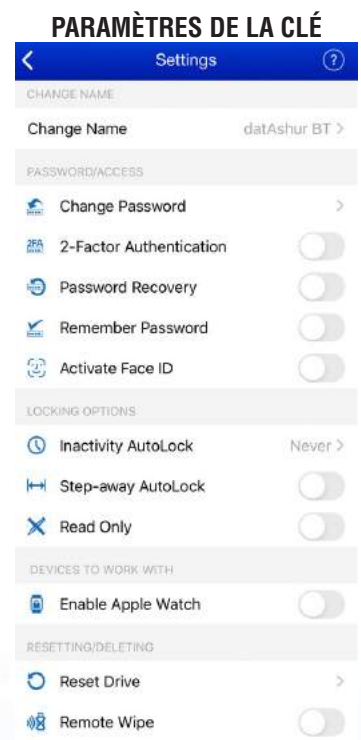 PARAMÈTRES DE LA CLÉ
Settings ?
CHANGE NAME
Change Name datAshur BT >
PASSWORD/ACCESS
Change Password >
2FA 2-Factor Authentication
Password Recovery
Remember Password
Activate Face ID
LOCKING OPTIONS
Inactivity AutoLock Never >
Step-away AutoLock
Read Only
DEVICES TO WORK WITH
Enable Apple Watch
RESETTING/DELETING
Reset Drive >
Remote Wipe